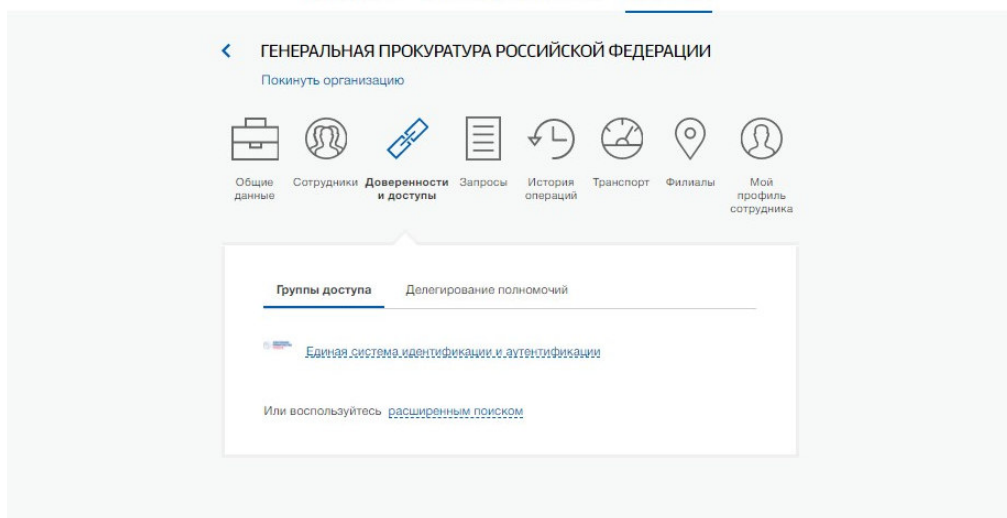 ГЕНЕРАЛЬНАЯ ПРОКУРАТУРА РОССИЙСКОЙ ФЕДЕРАЦИИ
Покинуть организацию
Общие данные
Сотрудники
Доверенности и доступы
Запросы
История операций
Транспорт
Филиалы
Мой профиль сотрудника
Группы доступа
Делегирование полномочий
Единая система идентификации и аутентификации
Или воспользуйтесь расширенным поиском